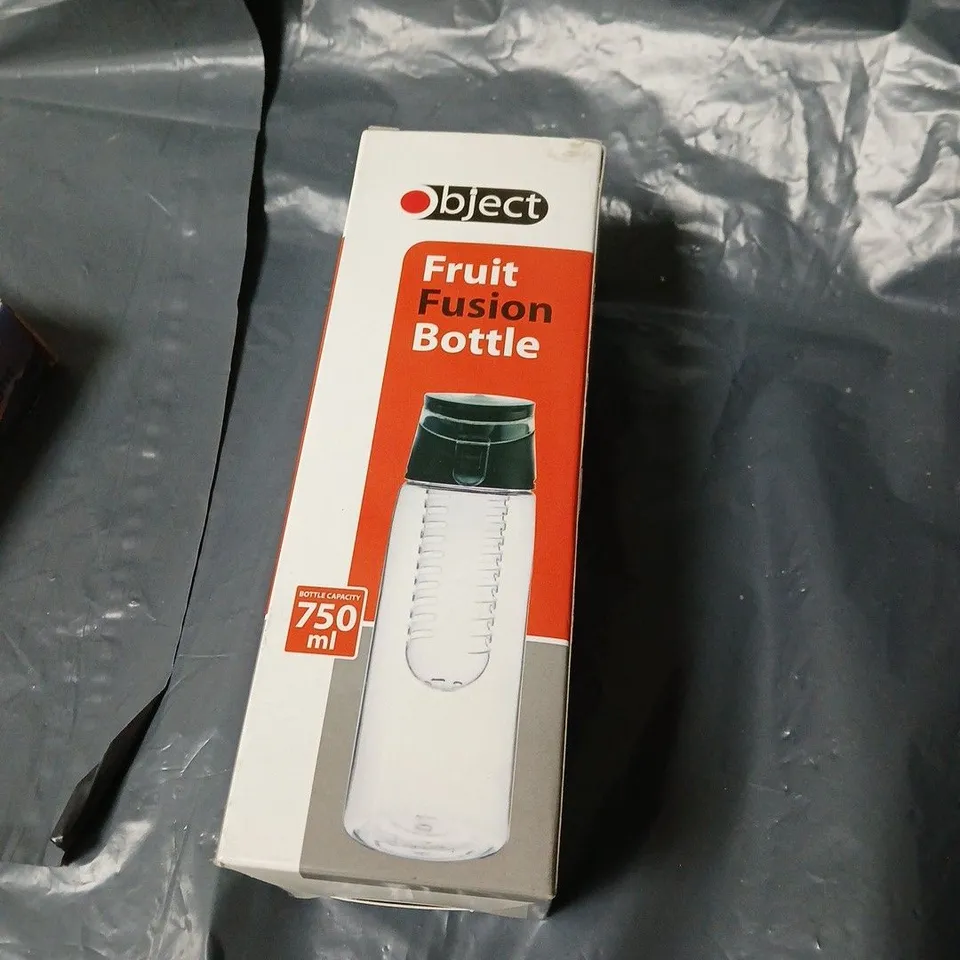 Object
Fruit
Fusion
Bottle
BOTTLE CAPACITY
750
ml